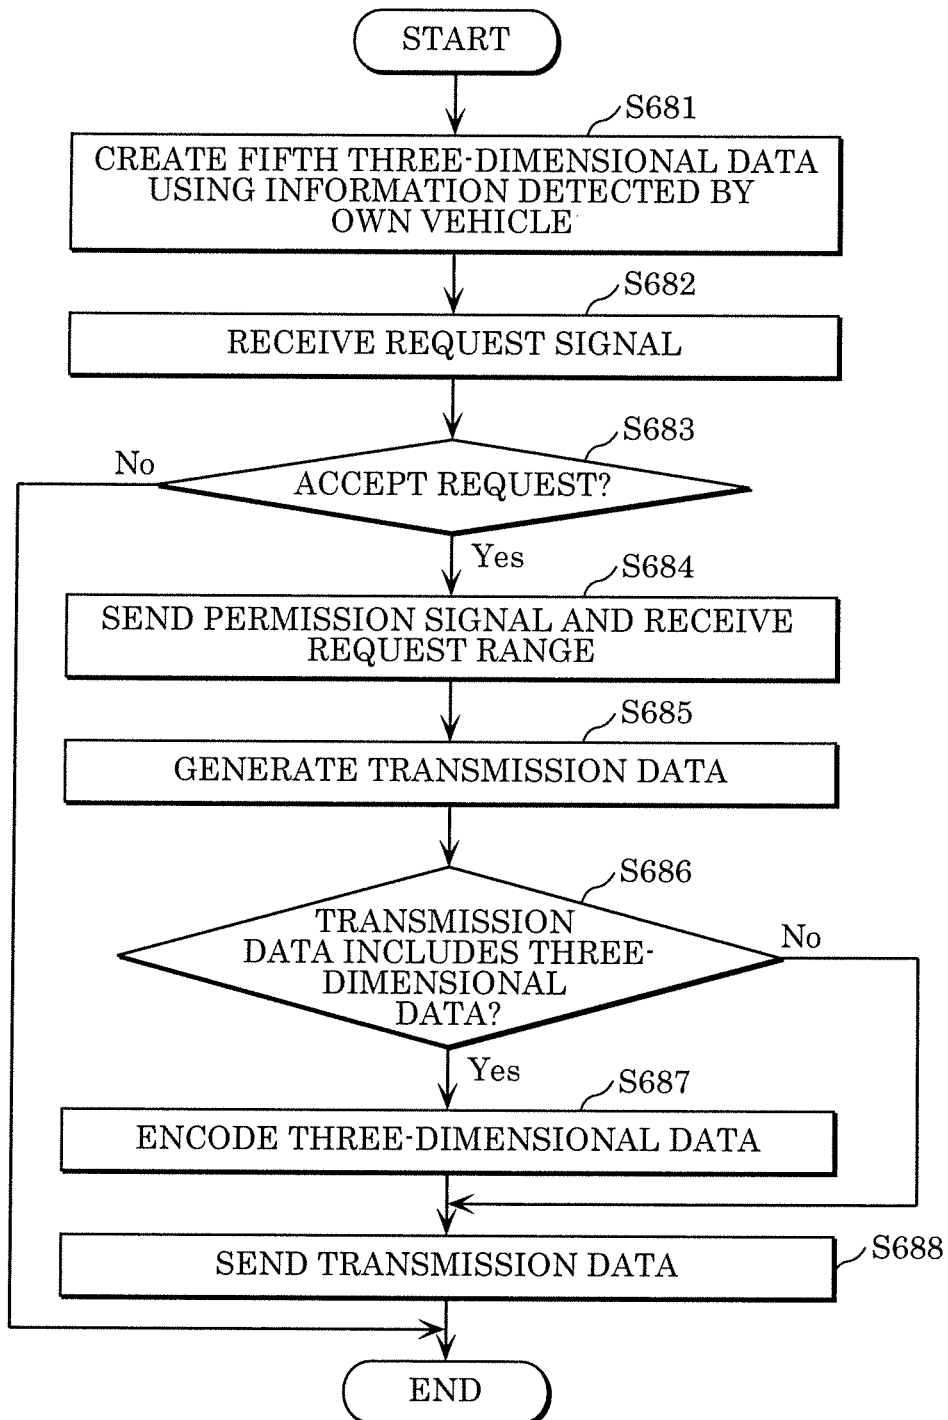 START
S681
CREATE FIFTH THREE-DIMENSIONAL DATA
USING INFORMATION DETECTED BY
OWN VEHICLE
S682
RECEIVE REQUEST SIGNAL
S683
No
ACCEPT REQUEST?
Yes
S684
SEND PERMISSION SIGNAL AND RECEIVE
REQUEST RANGE
S685
GENERATE TRANSMISSION DATA
S686
TRANSMISSION
DATA INCLUDES THREE-
DIMENSIONAL
DATA?
No
Yes
S687
ENCODE THREE-DIMENSIONAL DATA
S688
SEND TRANSMISSION DATA
END